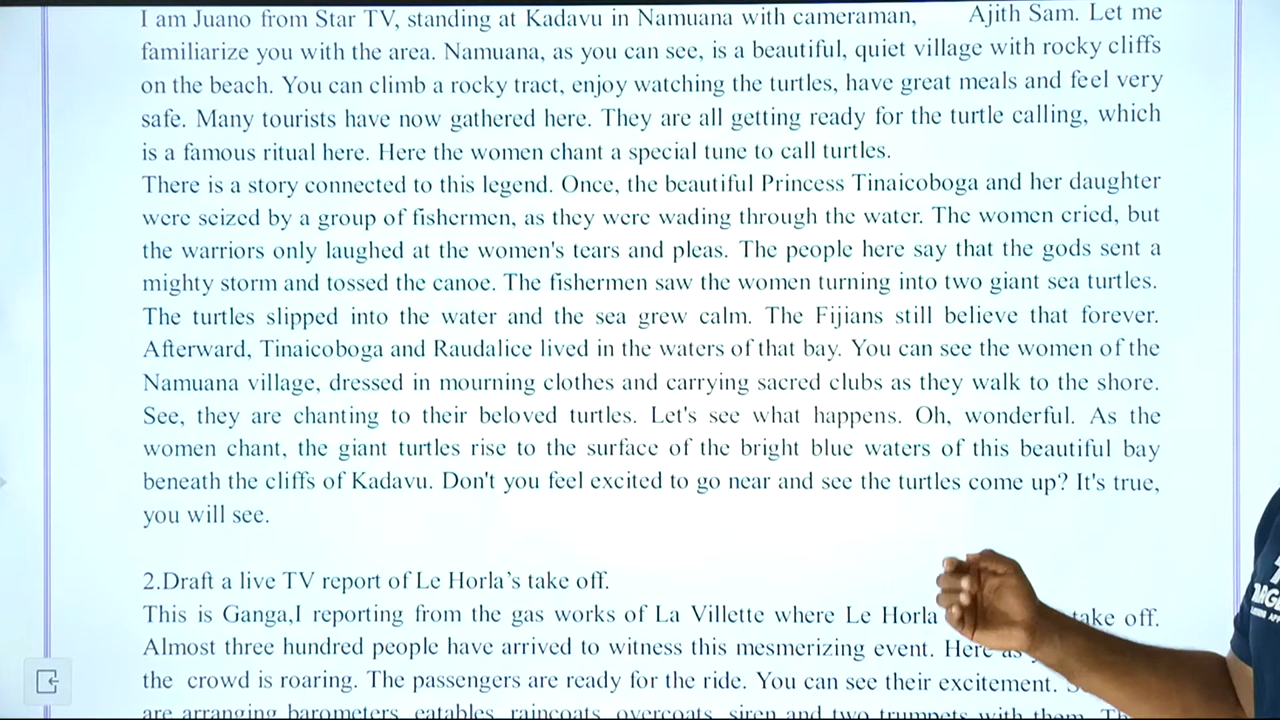 I am Juano from Star TV, standing at Kadavu in Namuana with cameraman, Ajith Sam. Let me
familiarize you with the area. Namuana, as you can see, is a beautiful, quiet village with rocky cliffs
on the beach. You can climb a rocky tract, enjoy watching the turtles, have great meals and feel very
safe. Many tourists have now gathered here. They are all getting ready for the turtle calling, which
is a famous ritual here. Here the women chant a special tune to call turtles.
There is a story connected to this legend. Once, the beautiful Princess Tinaicoboga and her daughter
were seized by a group of fishermen, as they were wading through the water. The women cried, but
the warriors only laughed at the women's tears and pleas. The people here say that the gods sent a
mighty storm and tossed the canoe. The fishermen saw the women turning into two giant sea turtles.
The turtles slipped into the water and the sea grew calm. The Fijians still believe that forever.
Afterward, Tinaicoboga and Raudalice lived in the waters of that bay. You can see the women of the
Namuana village, dressed in mourning clothes and carrying sacred clubs as they walk to the shore.
See, they are chanting to their beloved turtles. Let's see what happens. Oh, wonderful. As the
women chant, the giant turtles rise to the surface of the bright blue waters of this beautiful bay
beneath the cliffs of Kadavu. Don't you feel excited to go near and see the turtles come up? It's true,
you will see.
2.Draft a live TV report of Le Horla’s take off.
This is Ganga,I reporting from the gas works of La Villette where Le Horla take off.
Almost three hundred people have arrived to witness this mesmerizing event. Here as
the crowd is roaring. The passengers are ready for the ride. You can see their excitement.
are arranging barometers, eatables, raincoats, overcoats, siren and two trumpets with them.